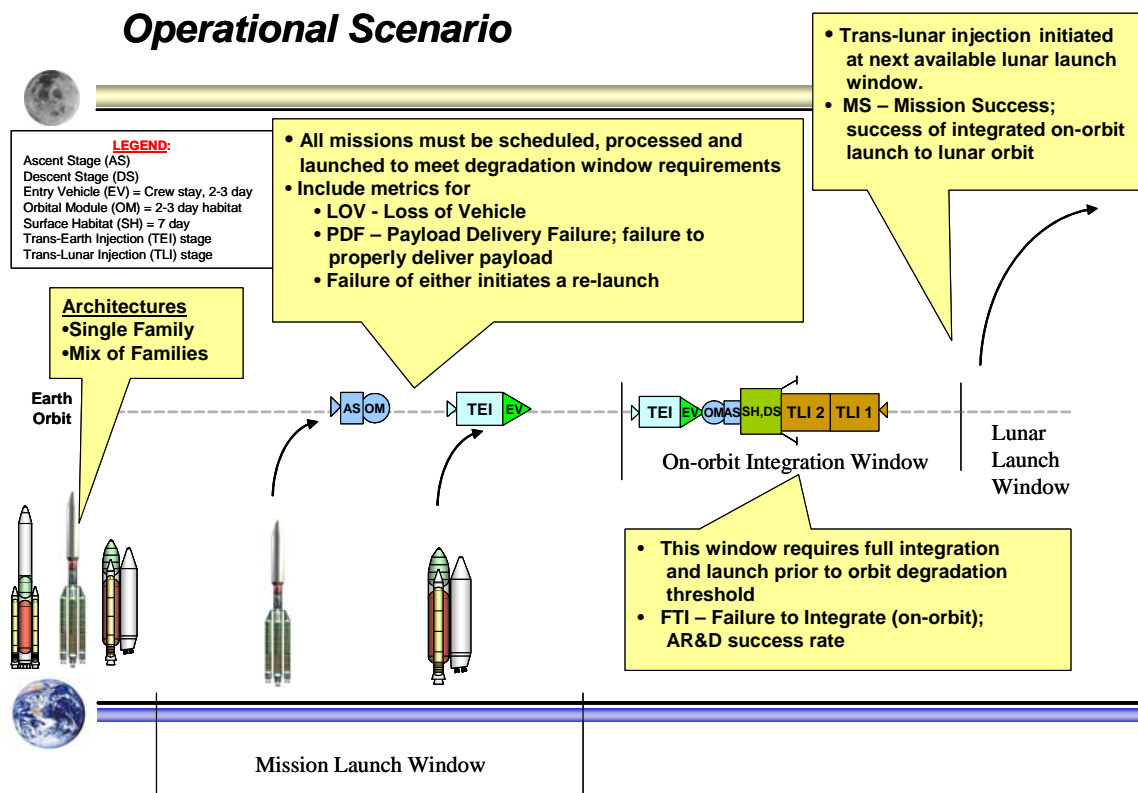 Operational Scenario
• Trans-lunar injection initiated
at next available lunar launch
window.
• MS – Mission Success;
success of integrated on-orbit
launch to lunar orbit
LEGEND:
Ascent Stage (AS)
Descent Stage (DS)
Entry Vehicle (EV) = Crew stay, 2-3 day
Orbital Module (OM) = 2-3 day habitat
Surface Habitat (SH) = 7 day
Trans-Earth Injection (TEI) stage
Trans-Lunar Injection (TLI) stage
• All missions must be scheduled, processed and
launched to meet degradation window requirements
• Include metrics for
• LOV - Loss of Vehicle
• PDF – Payload Delivery Failure; failure to
properly deliver payload
• Failure of either initiates a re-launch
Architectures
•Single Family
•Mix of Families
Earth
Orbit
AS OM
TEI EV
TEI EV OM AS SH,DS TLI 2 TLI 1
On-orbit Integration Window
Lunar
Launch
Window
• This window requires full integration
and launch prior to orbit degradation
threshold
• FTI – Failure to Integrate (on-orbit);
AR&D success rate
Mission Launch Window